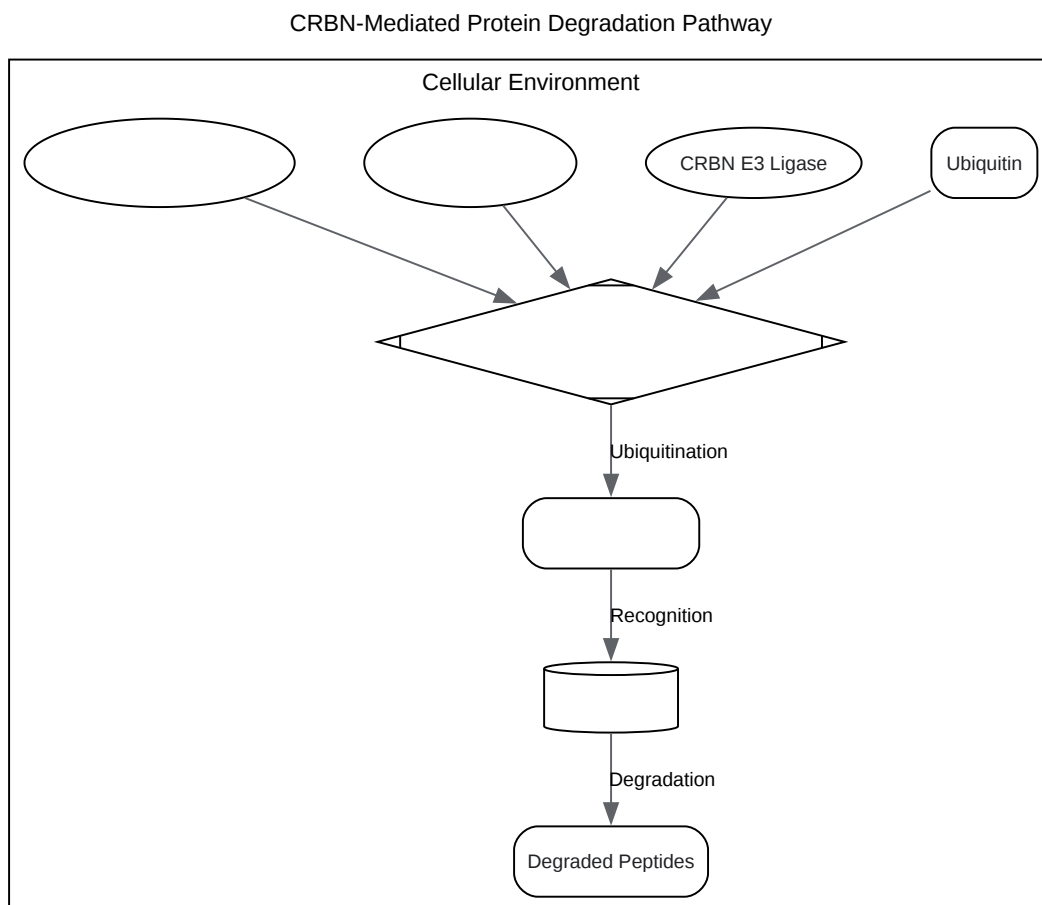 CRBN-Mediated Protein Degradation Pathway
Cellular Environment
CRBN E3 Ligase
Ubiquitin
Ubiquitination
Recognition
Degradation
Degraded Peptides